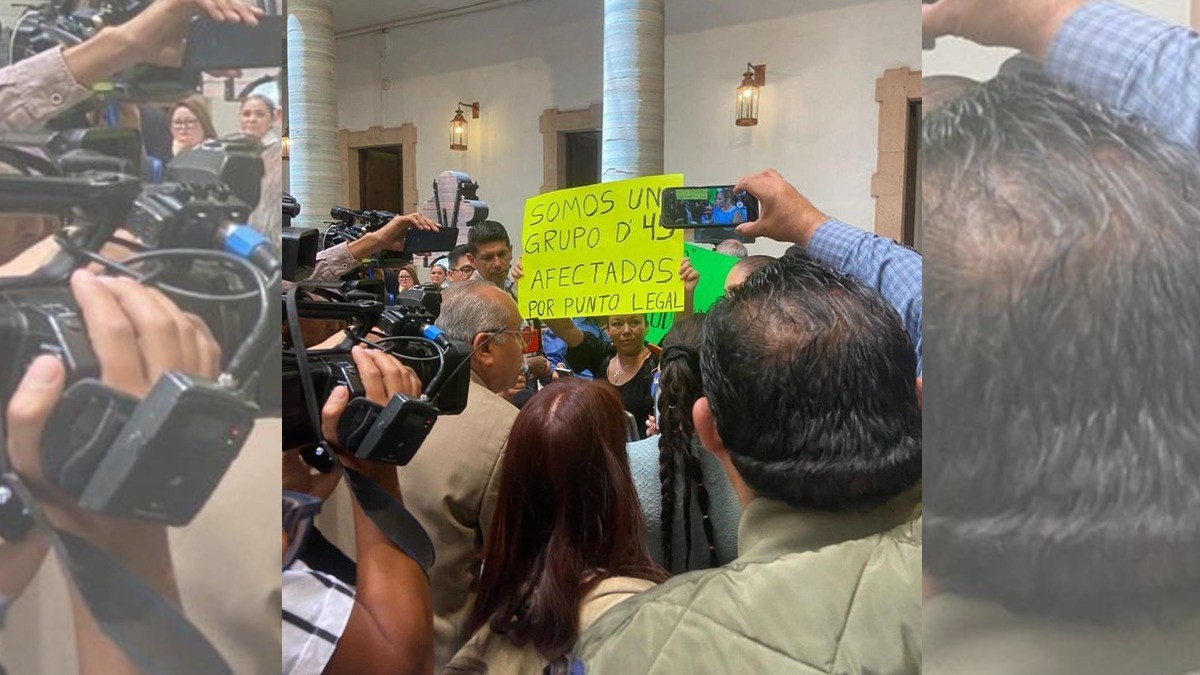 SOMOS UN
GRUPO D' 45
AFECTADOS
POR PUNTO LEGAL